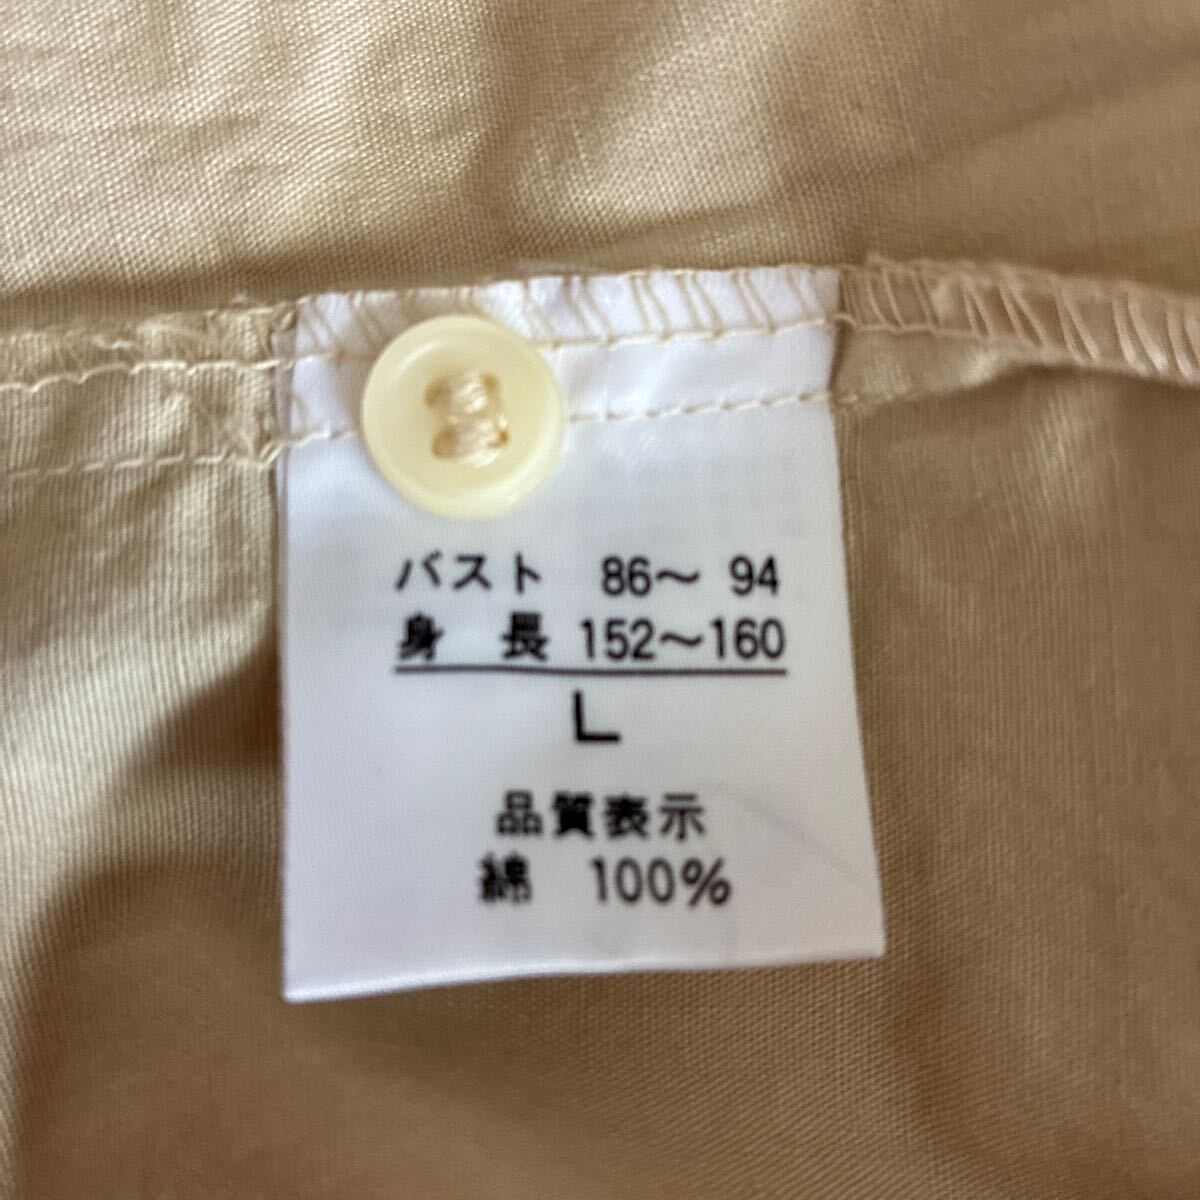 バスト 86〜 94
身 長 152〜160
L
品質表示
綿 100%